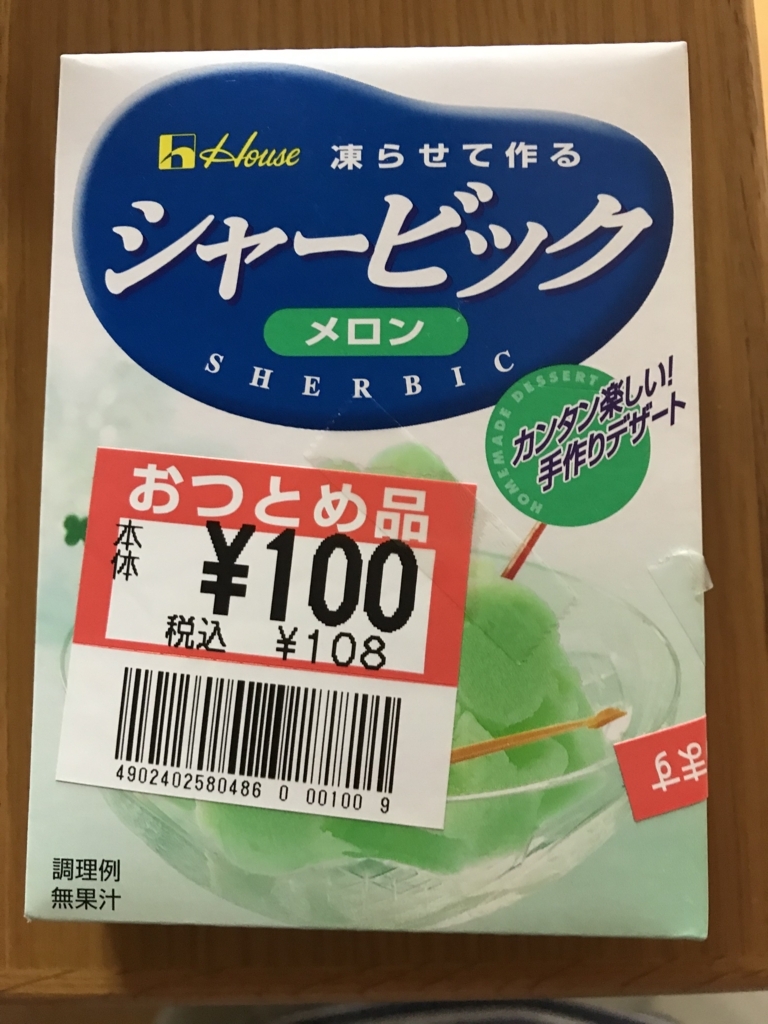 House 凍らせて作る
シャービック
メロン
SHERBIC
HOMEMADE DESSERT
カンタン楽しい!
手作りデザート
おつとめ品
本体 ¥100
税込 ¥108
4902402580486 0 00100 9
ます
調理例
無果汁